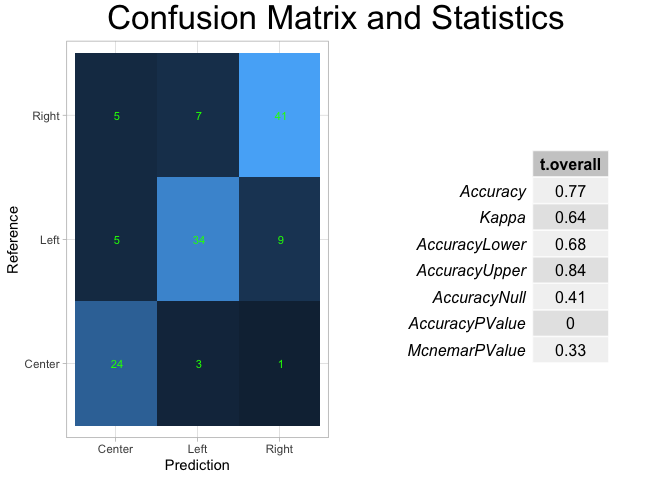 Confusion Matrix and Statistics
Right
5 7 41
Left
5 34 9
Center
24 3 1
Center Left Right
Prediction
Reference
t.overall
Accuracy 0.77
Kappa 0.64
AccuracyLower 0.68
AccuracyUpper 0.84
AccuracyNull 0.41
AccuracyPValue 0
McnemarPValue 0.33